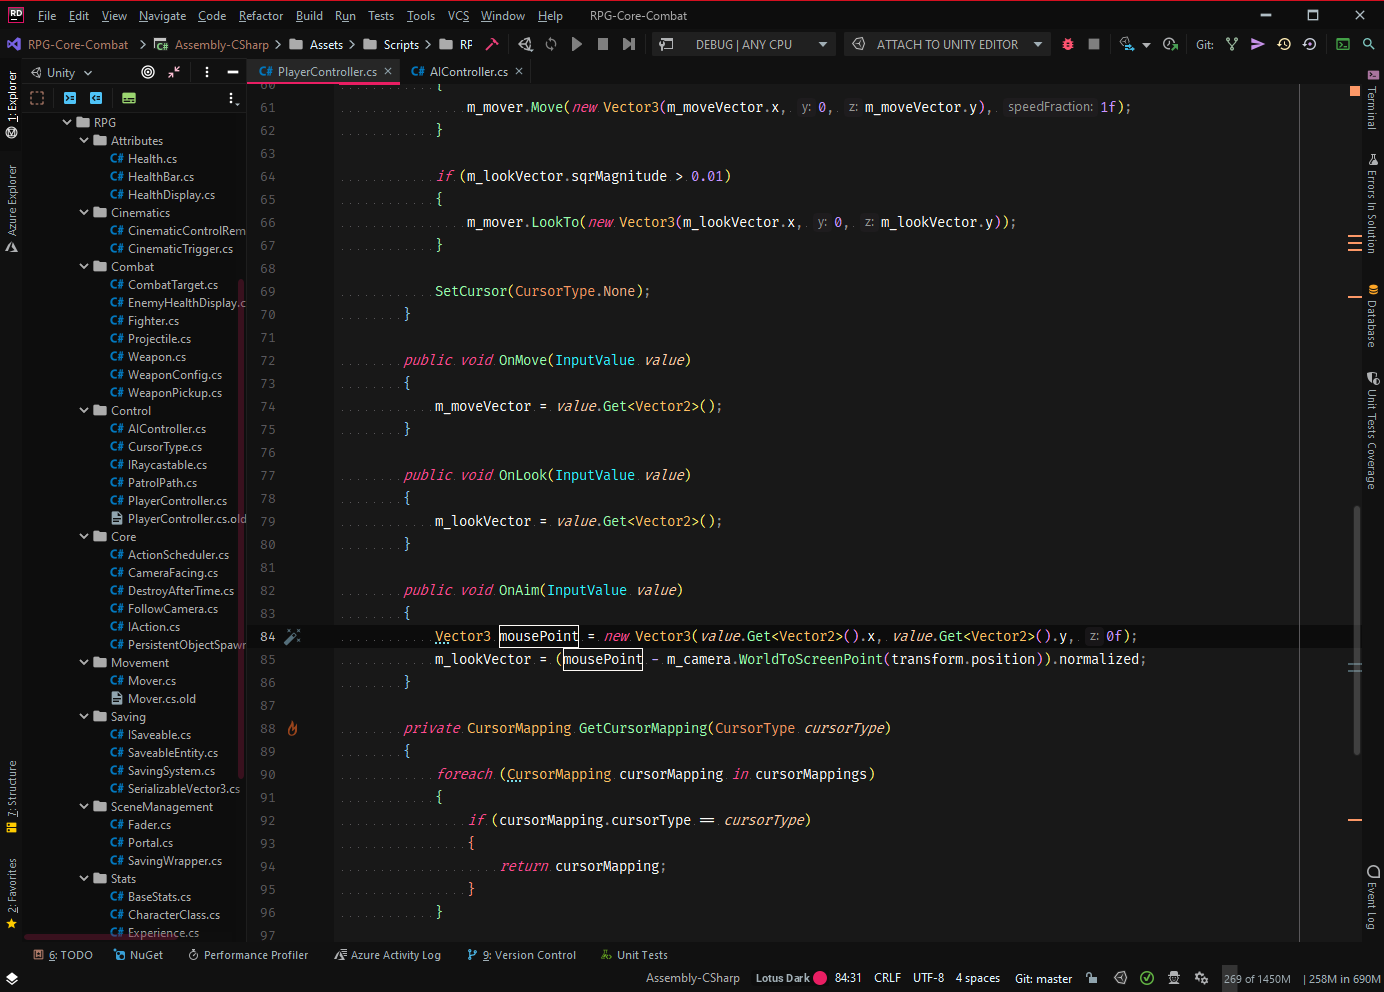 RD File Edit View Navigate Code Refactor Build Run Tests Tools VCS Window Help RPG-Core-Combat
RPG-Core-Combat Assembly-CSharp Assets Scripts RP DEBUG | ANY CPU ATTACH TO UNITY EDITOR Git:
Unity
PlayerController.cs
AIController.cs
1: Explorer
Azure Explorer
7: Structure
2: Favorites
RPG
Attributes
C# Health.cs
C# HealthBar.cs
C# HealthDisplay.cs
Cinematics
C# CinematicControlRem
C# CinematicTrigger.cs
Combat
C# CombatTarget.cs
C# EnemyHealthDisplay.c
C# Fighter.cs
C# Projectile.cs
C# Weapon.cs
C# WeaponConfig.cs
C# WeaponPickup.cs
Control
C# AIController.cs
C# CursorType.cs
C# IRaycastable.cs
C# PatrolPath.cs
C# PlayerController.cs
PlayerController.cs.old
Core
C# ActionScheduler.cs
C# CameraFacing.cs
C# DestroyAfterTime.cs
C# FollowCamera.cs
C# IAction.cs
C# PersistentObjectSpawn
Movement
C# Mover.cs
Mover.cs.old
Saving
C# ISaveable.cs
C# SaveableEntity.cs
C# SavingSystem.cs
C# SerializableVector3.cs
SceneManagement
C# Fader.cs
C# Portal.cs
C# SavingWrapper.cs
Stats
C# BaseStats.cs
C# CharacterClass.cs
C# Experience.cs
60 {
61 m_mover.Move(new Vector3(m_moveVector.x, y: 0, z: m_moveVector.y), speedFraction: 1f);
62 }
63
64 if (m_lookVector.sqrMagnitude > 0.01)
65 {
66 m_mover.LookTo(new Vector3(m_lookVector.x, y: 0, z: m_lookVector.y));
67 }
68
69 SetCursor(CursorType.None);
70 }
71
72 public void OnMove(InputValue value)
73 {
74 m_moveVector = value.Get<Vector2>();
75 }
76
77 public void OnLook(InputValue value)
78 {
79 m_lookVector = value.Get<Vector2>();
80 }
81
82 public void OnAim(InputValue value)
83 {
84 Vector3 mousePoint = new Vector3(value.Get<Vector2>().x, value.Get<Vector2>().y, z: 0f);
85 m_lookVector = (mousePoint - m_camera.WorldToScreenPoint(transform.position)).normalized;
86 }
87
88 private CursorMapping GetCursorMapping(CursorType cursorType)
89 {
90 foreach (CursorMapping cursorMapping in cursorMappings)
91 {
92 if (cursorMapping.cursorType == cursorType)
93 {
94 return cursorMapping;
95 }
96 }
97
Terminal
Errors In Solution
Database
Unit Tests Coverage
Event Log
6: TODO NuGet Performance Profiler Azure Activity Log 9: Version Control Unit Tests
Assembly-CSharp Lotus Dark 84:31 CRLF UTF-8 4 spaces Git: master 269 of 1450M | 258M in 690M